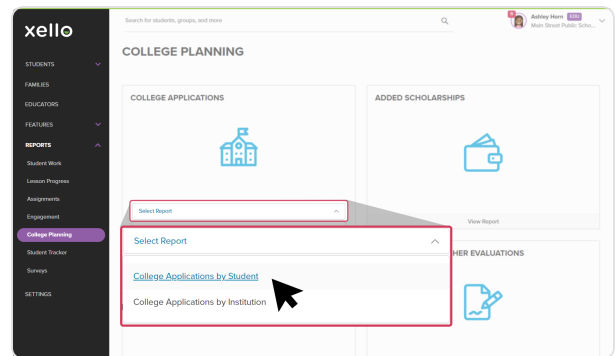 xello
STUDENTS
FAMILIES
EDUCATORS
FEATURES
REPORTS
Student Work
Lesson Progress
Assignments
Engagement
College Planning
Student Tracker
Surveys
SETTINGS
Search for students, groups, and more
Ashley Horn EDU
Main Street Public Scho...
COLLEGE PLANNING
COLLEGE APPLICATIONS
Select Report
Select Report
College Applications by Student
College Applications by Institution
ADDED SCHOLARSHIPS
View Report
HER EVALUATIONS